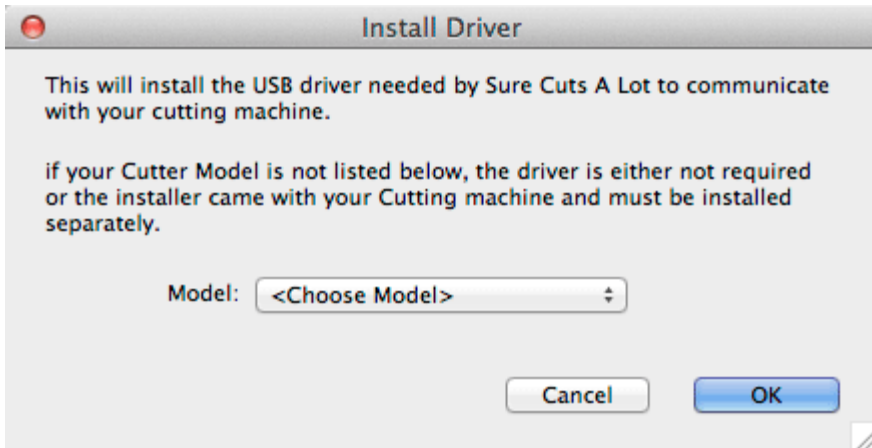 Install Driver
This will install the USB driver needed by Sure Cuts A Lot to communicate
with your cutting machine.
if your Cutter Model is not listed below, the driver is either not required
or the installer came with your Cutting machine and must be installed
separately.
Model: <Choose Model>
Cancel OK